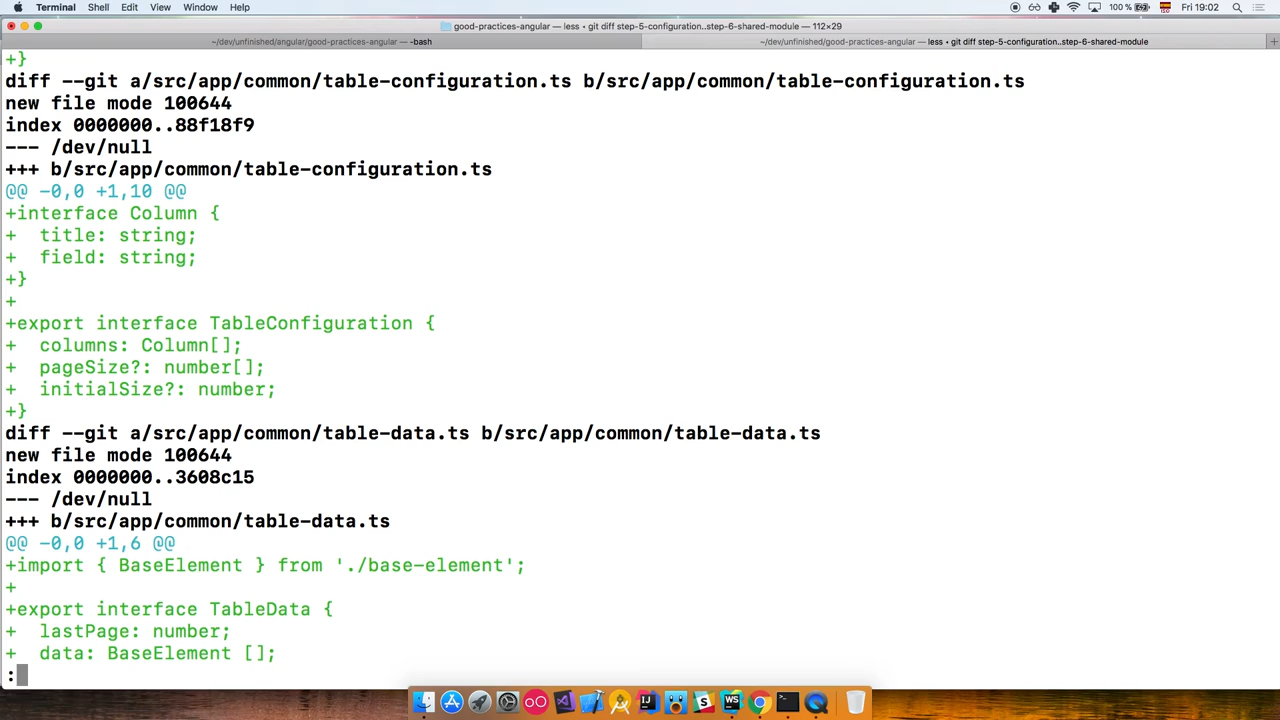 Terminal Shell Edit View Window Help 100 % Fri 19:02
good-practices-angular — less • git diff step-5-configuration..step-6-shared-module — 112×29
~/dev/unfinished/angular/good-practices-angular — -bash
~/dev/unfinished/good-practices-angular — less • git diff step-5-configuration..step-6-shared-module
+}
diff --git a/src/app/common/table-configuration.ts b/src/app/common/table-configuration.ts
new file mode 100644
index 0000000..88f18f9
--- /dev/null
+++ b/src/app/common/table-configuration.ts
@@ -0,0 +1,10 @@
+interface Column {
+  title: string;
+  field: string;
+}
+
+export interface TableConfiguration {
+  columns: Column[];
+  pageSize?: number[];
+  initialSize?: number;
+}
diff --git a/src/app/common/table-data.ts b/src/app/common/table-data.ts
new file mode 100644
index 0000000..3608c15
--- /dev/null
+++ b/src/app/common/table-data.ts
@@ -0,0 +1,6 @@
+import { BaseElement } from './base-element';
+
+export interface TableData {
+  lastPage: number;
+  data: BaseElement [];
: